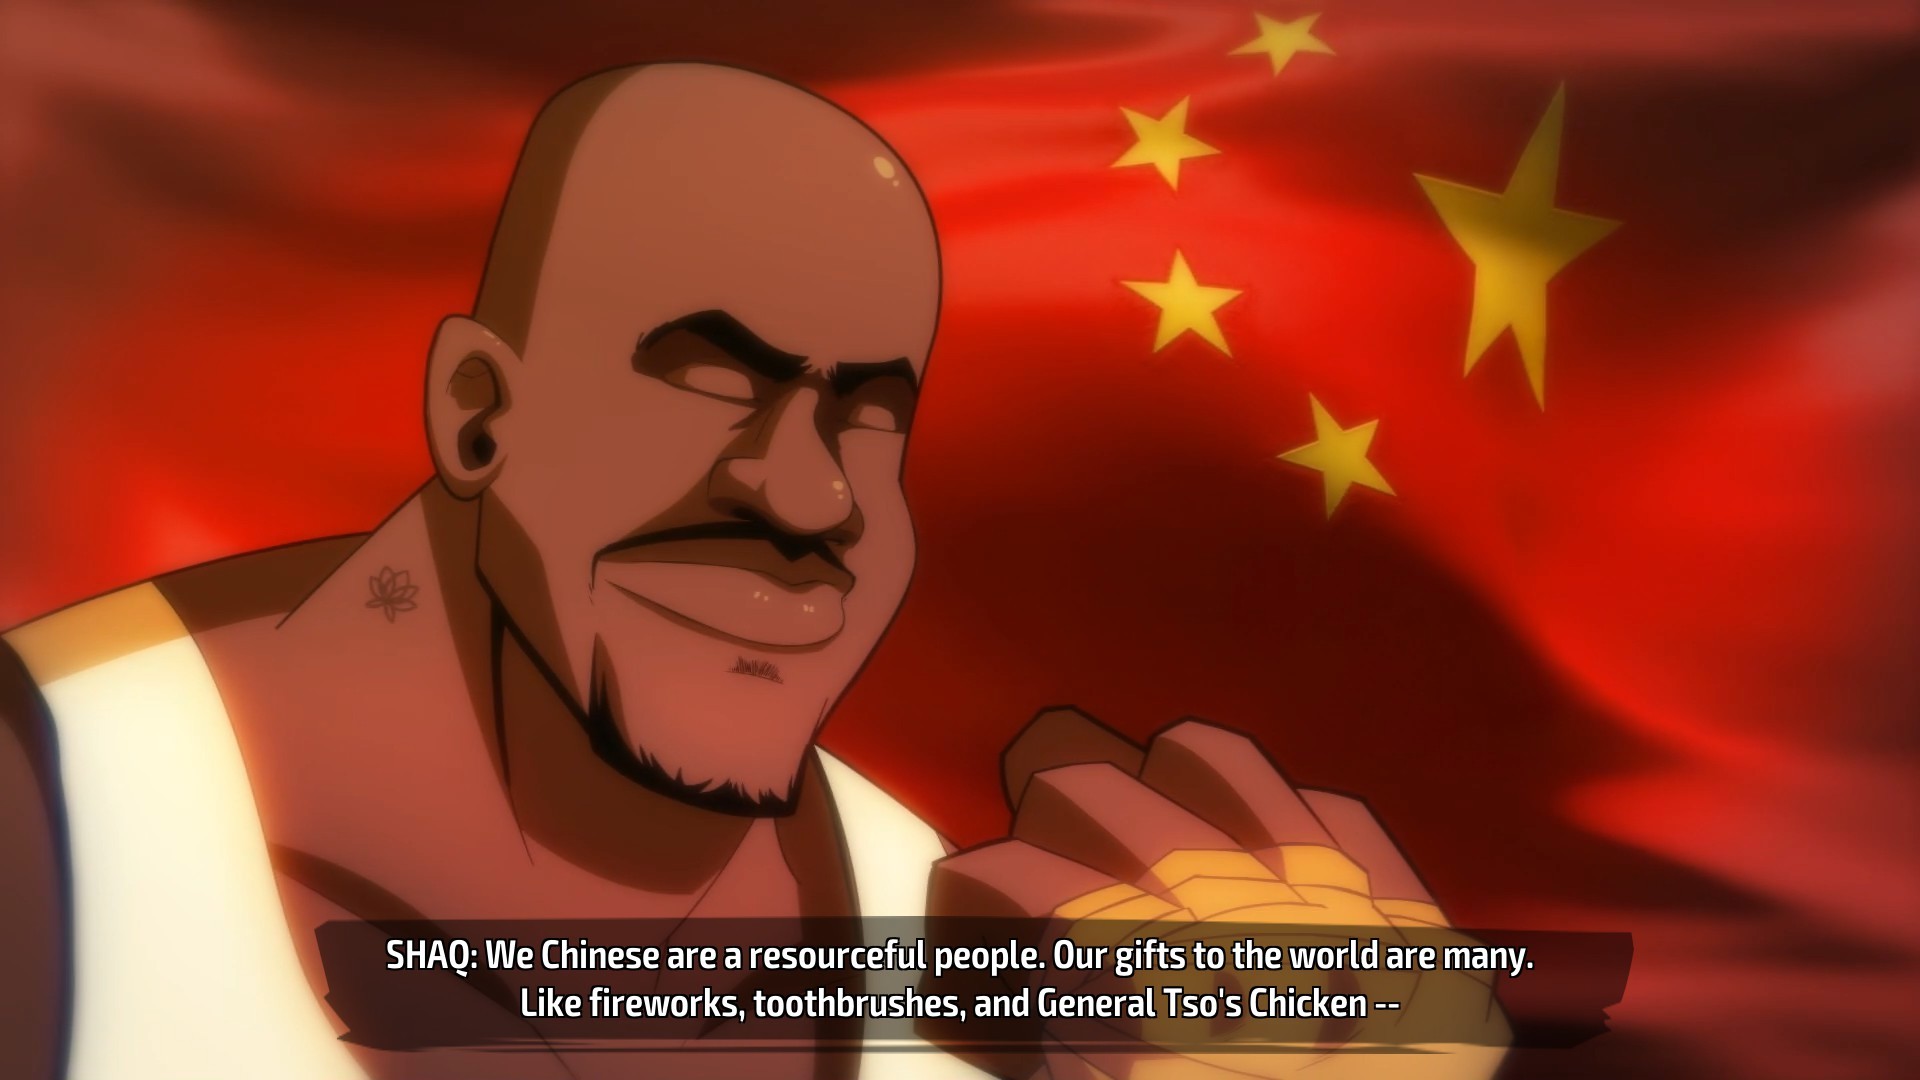 SHAQ: We Chinese are a resourceful people. Our gifts to the world are many.
Like fireworks, toothbrushes, and General Tso's Chicken --